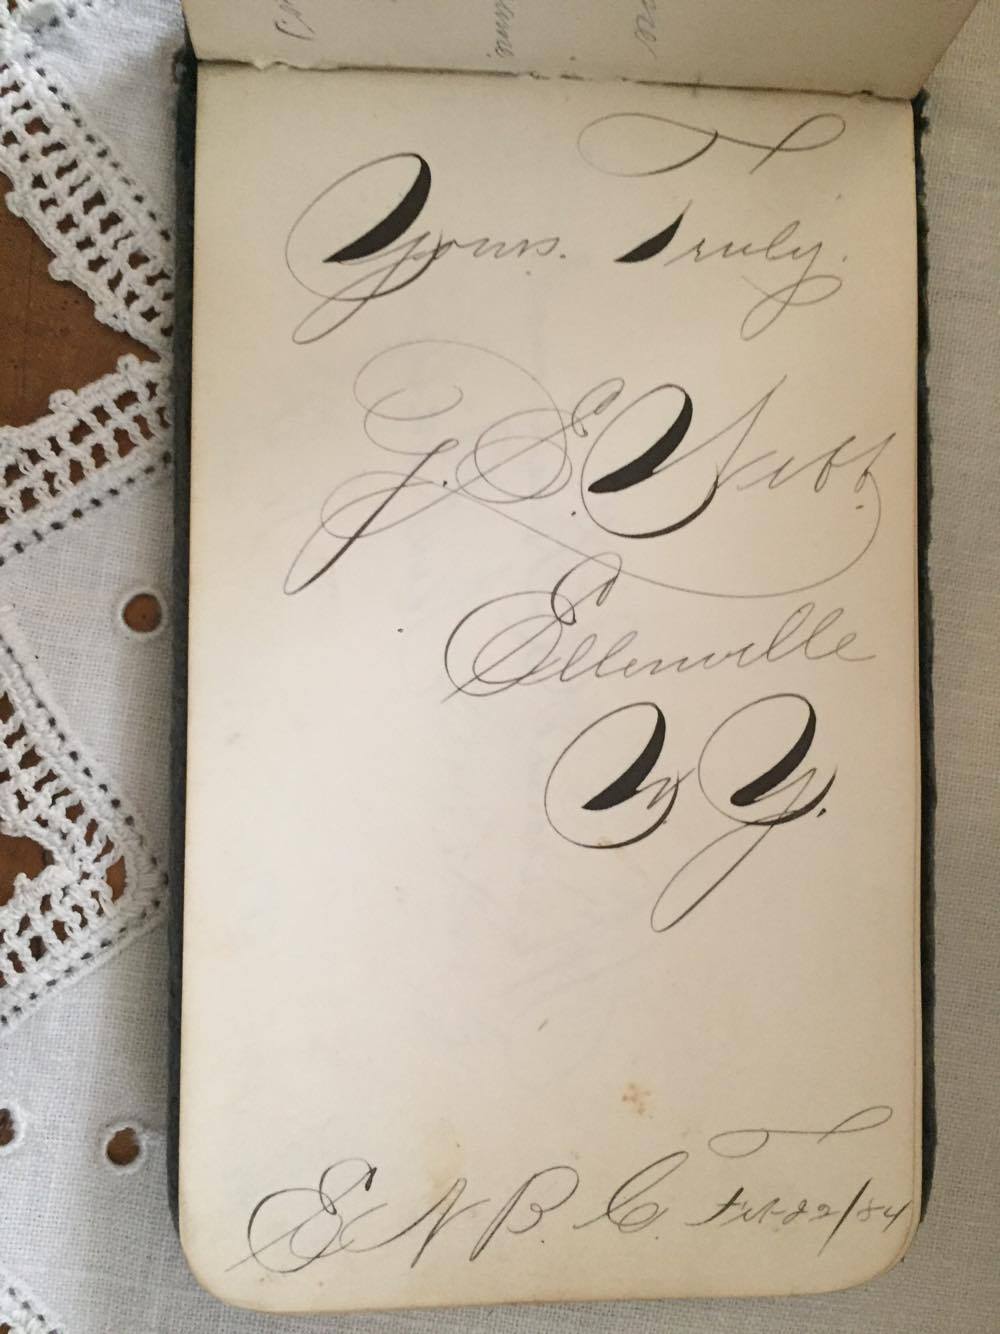 Yours. Truly.
E.
Ellenville
N Y.
E N B. C. Feb 22/84